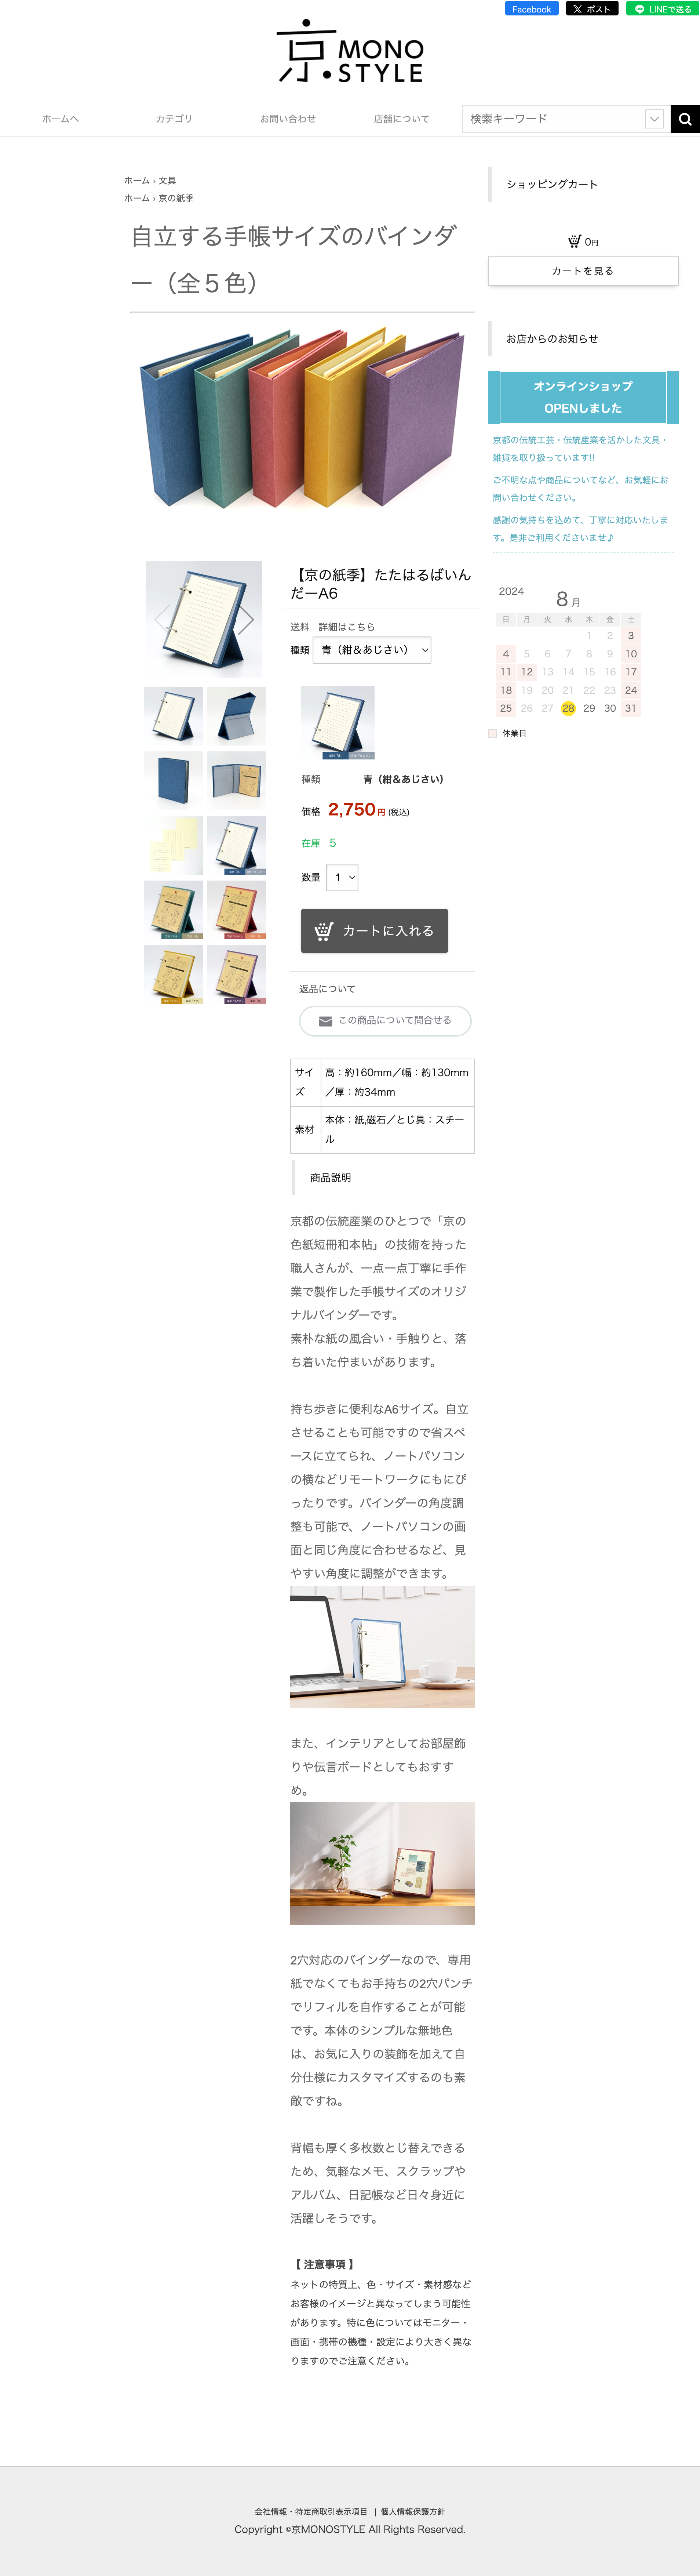 Facebook
ポスト
LINEで送る
京 MONO
STYLE
ホームへ
カテゴリ
お問い合わせ
店舗について
検索キーワード
ホーム › 文具
ホーム › 京の紙季
自立する手帳サイズのバインダ
ー（全５色）
【京の紙季】たたはるばいん
だーA6
送料 詳細はこちら
種類 青（紺＆あじさい）
種類 青（紺＆あじさい）
価格 2,750円 (税込)
在庫 5
数量 1
カートに入れる
返品について
この商品について問合せる
サイ
ズ
高：約160mm／幅：約130mm
／厚：約34mm
素材
本体：紙,磁石／とじ具：スチー
ル
商品説明
京都の伝統産業のひとつで「京の
色紙短冊和本帖」の技術を持った
職人さんが、一点一点丁寧に手作
業で製作した手帳サイズのオリジ
ナルバインダーです。
素朴な紙の風合い・手触りと、落
ち着いた佇まいがあります。
持ち歩きに便利なA6サイズ。自立
させることも可能ですので省スペ
ースに立てられ、ノートパソコン
の横などリモートワークにもにぴ
ったりです。バインダーの角度調
整も可能で、ノートパソコンの画
面と同じ角度に合わせるなど、見
やすい角度に調整ができます。
また、インテリアとしてお部屋飾
りや伝言ボードとしてもおすす
め。
2穴対応のバインダーなので、専用
紙でなくてもお手持ちの2穴パンチ
でリフィルを自作することが可能
です。本体のシンプルな無地色
は、お気に入りの装飾を加えて自
分仕様にカスタマイズするのも素
敵ですね。
背幅も厚く多枚数とじ替えできる
ため、気軽なメモ、スクラップや
アルバム、日記帳など日々身近に
活躍しそうです。
【 注意事項 】
ネットの特質上、色・サイズ・素材感など
お客様のイメージと異なってしまう可能性
があります。特に色についてはモニター・
画面・携帯の機種・設定により大きく異な
りますのでご注意ください。
ショッピングカート
0円
カートを見る
お店からのお知らせ
オンラインショップ
OPENしました
京都の伝統工芸・伝統産業を活かした文具・
雑貨を取り扱っています!!
ご不明な点や商品についてなど、お気軽にお
問い合わせください。
感謝の気持ちを込めて、丁寧に対応いたしま
す。是非ご利用くださいませ♪
2024 8月
日 月 火 水 木 金 土
1 2 3
4 5 6 7 8 9 10
11 12 13 14 15 16 17
18 19 20 21 22 23 24
25 26 27 28 29 30 31
休業日
会社情報・特定商取引表示項目 | 個人情報保護方針
Copyright ©京MONOSTYLE All Rights Reserved.